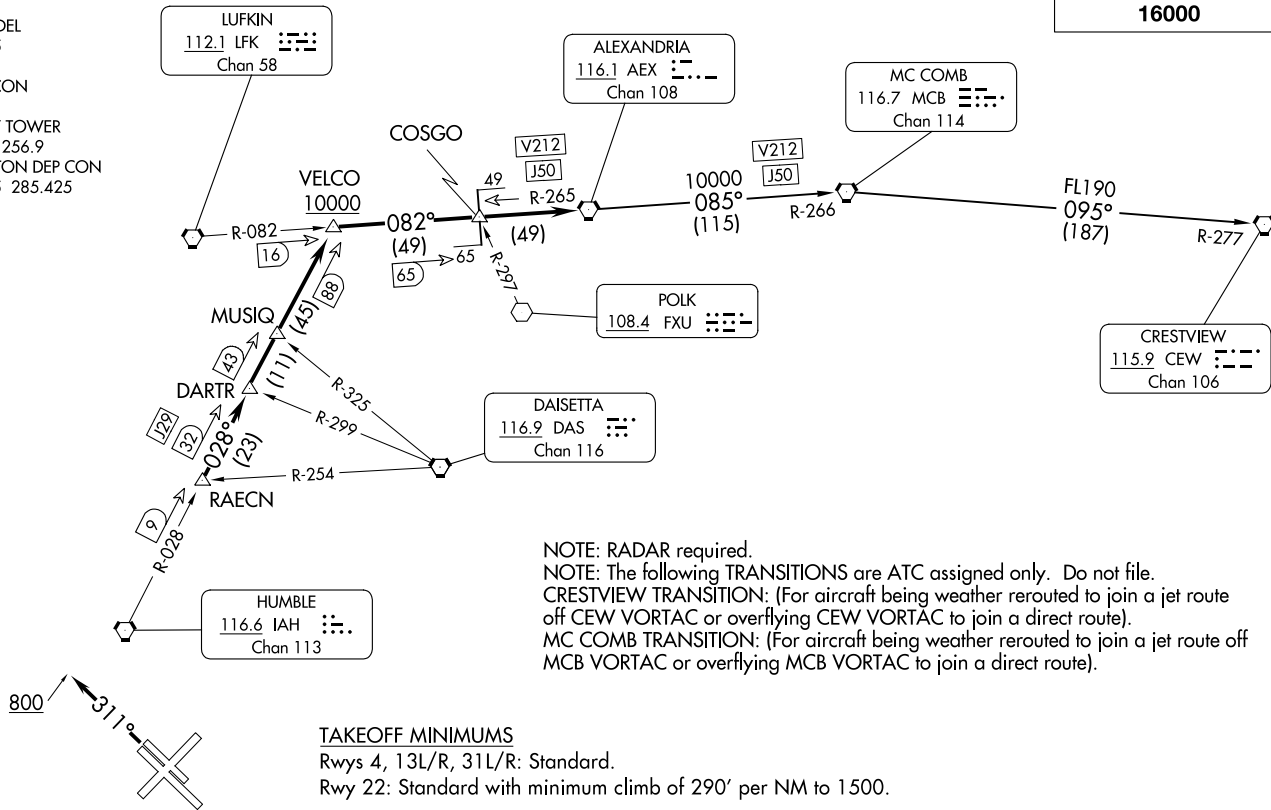 DEL
CON
TOWER
256.9
TON DEP CON
285.425
16000
LUFKIN
112.1 LFK
Chan 58
ALEXANDRIA
116.1 AEX
Chan 108
MC COMB
116.7 MCB
Chan 114
COSGO
VELCO
10000
R-082
16
082°
(49)
65
65
49
V212
J50
R-265
(49)
R-297
10000
085°
(115)
V212
J50
R-266
FL190
095°
(187)
R-277
POLK
108.4 FXU
CRESTVIEW
115.9 CEW
Chan 106
88
(45)
MUSIQ
43
(11)
DARTR
J29
32
028°
(23)
R-325
R-299
R-254
DAISETTA
116.9 DAS
Chan 116
RAECN
9
R-028
HUMBLE
116.6 IAH
Chan 113
NOTE: RADAR required.
NOTE: The following TRANSITIONS are ATC assigned only. Do not file.
CRESTVIEW TRANSITION: (For aircraft being weather rerouted to join a jet route
off CEW VORTAC or overflying CEW VORTAC to join a direct route).
MC COMB TRANSITION: (For aircraft being weather rerouted to join a jet route off
MCB VORTAC or overflying MCB VORTAC to join a direct route).
800
311°
TAKEOFF MINIMUMS
Rwys 4, 13L/R, 31L/R: Standard.
Rwy 22: Standard with minimum climb of 290' per NM to 1500.